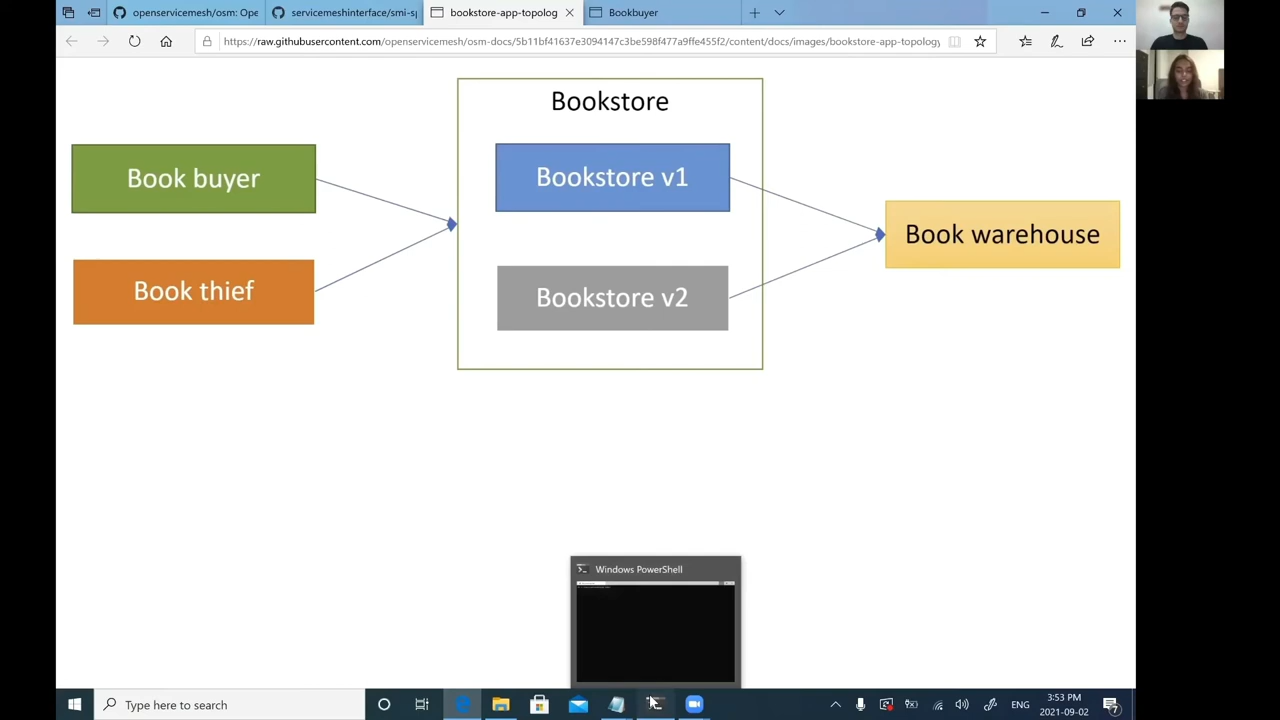 openservicemesh/osm: Ope
servicemeshinterface/smi-sp
bookstore-app-topolog
Bookbuyer
https://raw.githubusercontent.com/openservicemesh/osm-docs/5b11bf41637e3094147c3be598f477a9ffe455f2/content/docs/images/bookstore-app-topology
Bookstore
Book buyer
Bookstore v1
Book warehouse
Book thief
Bookstore v2
Windows PowerShell
Type here to search
ENG
3:53 PM
2021-09-02
7